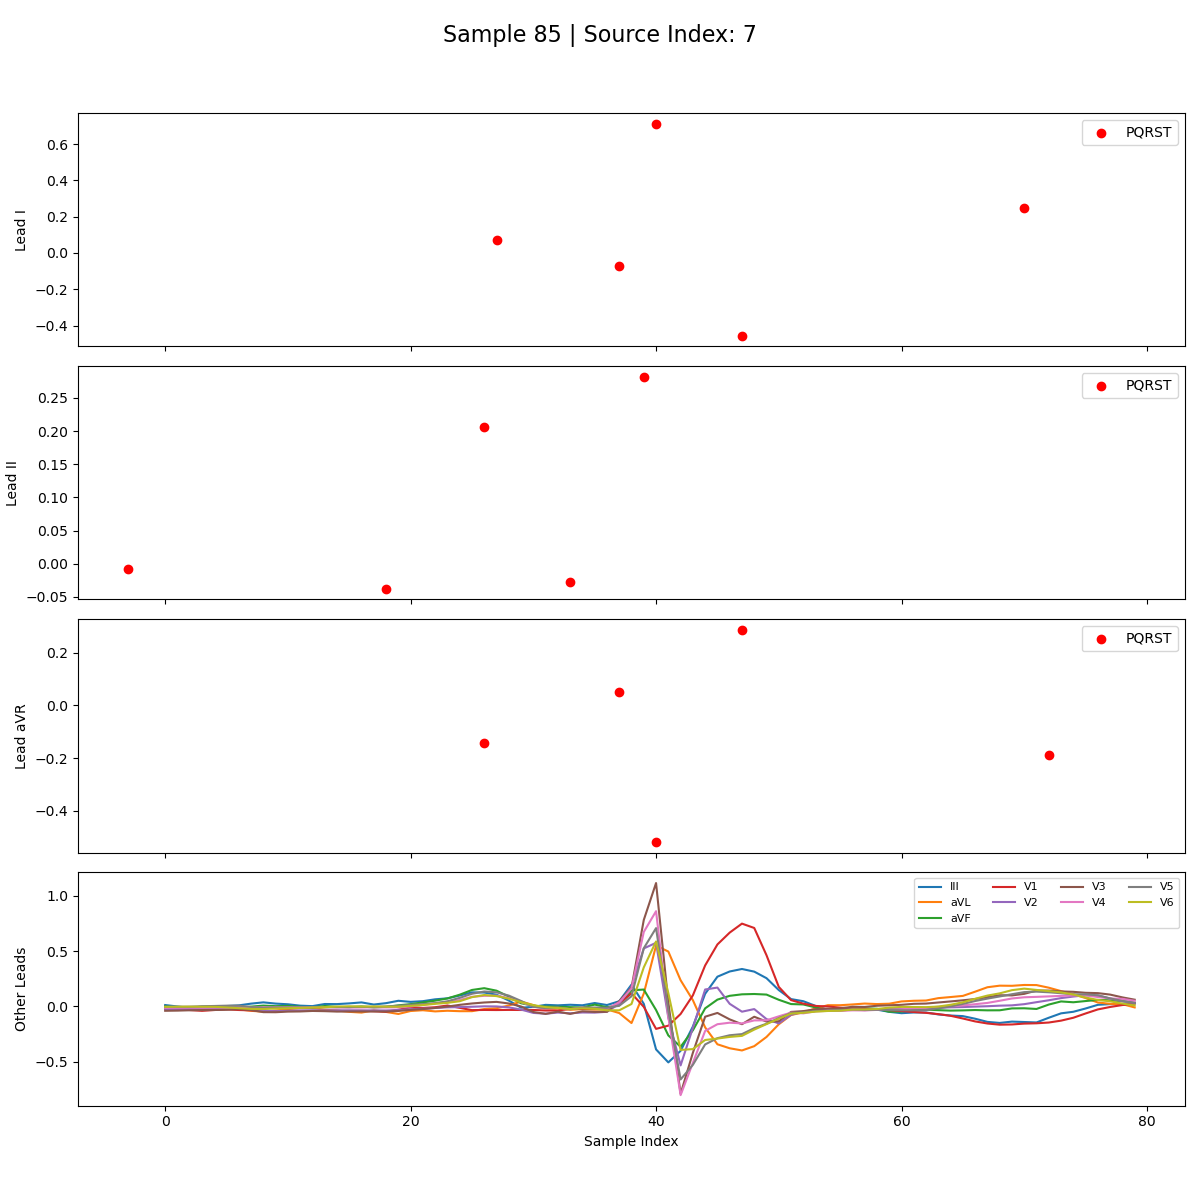 Sample 85 | Source Index: 7
PQRST
0.6
0.4
0.2
0.0
−0.2
−0.4
Lead I
PQRST
0.25
0.20
0.15
0.10
0.05
0.00
−0.05
Lead II
PQRST
0.2
0.0
−0.2
−0.4
Lead aVR
III V1 V3 V5
aVL V2 V4 V6
aVF
1.0
0.5
0.0
−0.5
Other Leads
0 20 40 60 80
Sample Index